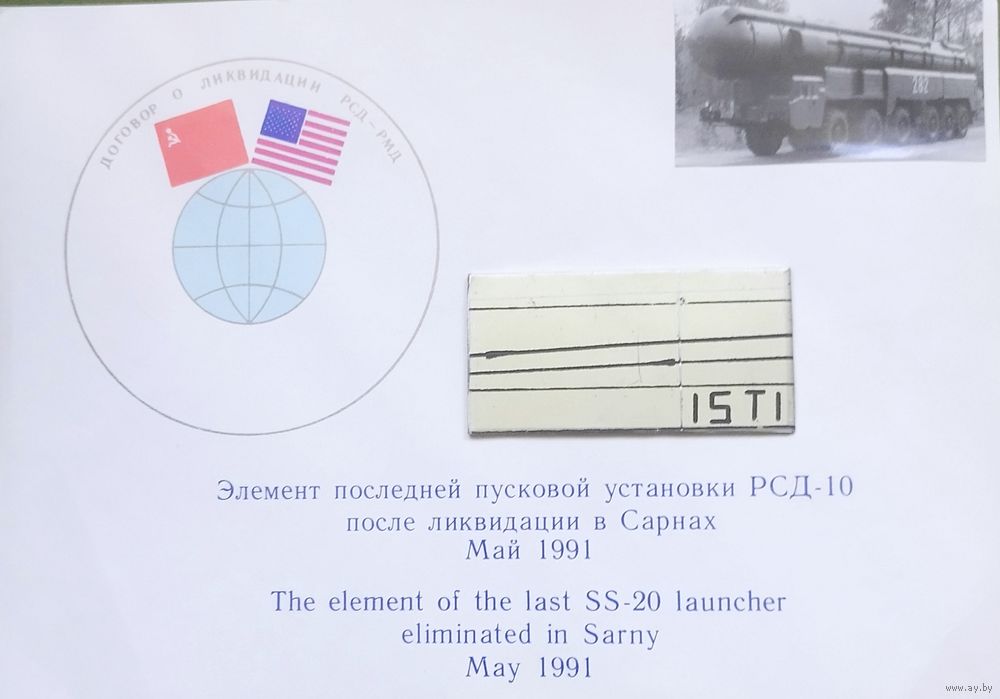 ДОГОВОР О ЛИКВИДАЦИИ РСД-РМД
282
ISTI
Элемент последней пусковой установки РСД-10
после ликвидации в Сарнах
Май 1991
The element of the last SS-20 launcher
eliminated in Sarny
May 1991
www.ay.by